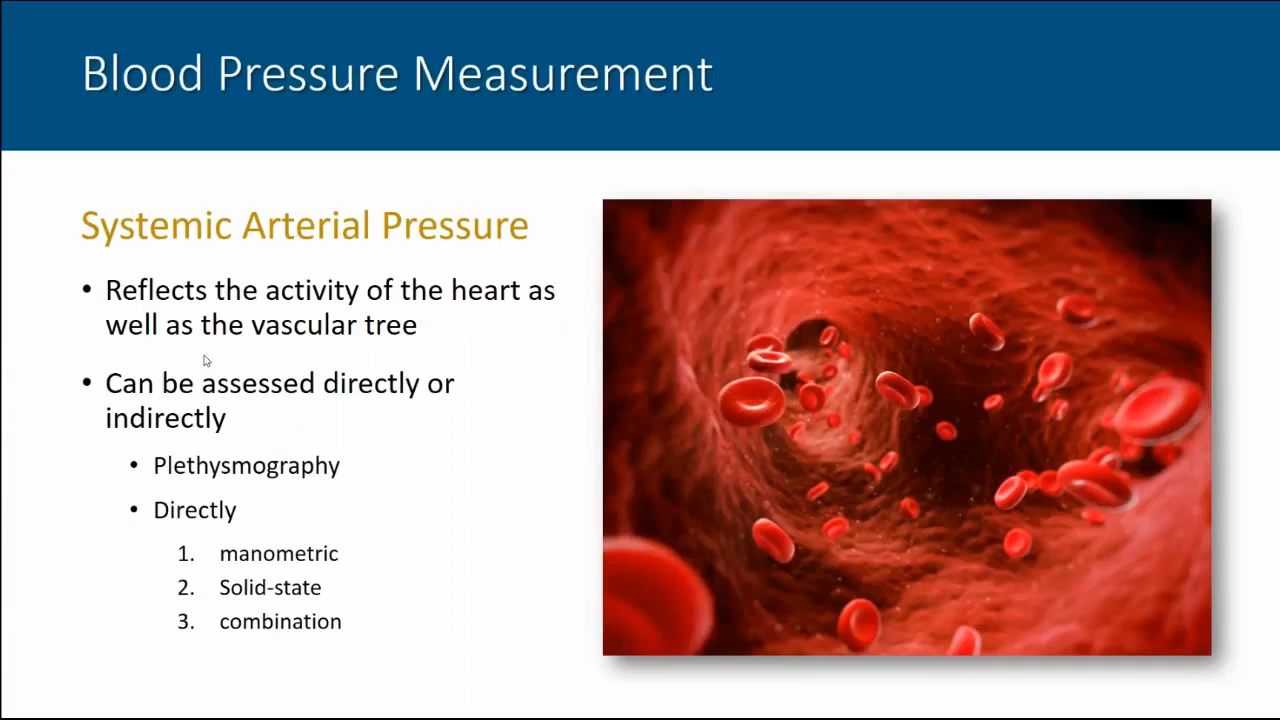 Blood Pressure Measurement
Systemic Arterial Pressure
• Reflects the activity of the heart as
well as the vascular tree
• Can be assessed directly or
indirectly
• Plethysmography
• Directly
1. manometric
2. Solid-state
3. combination